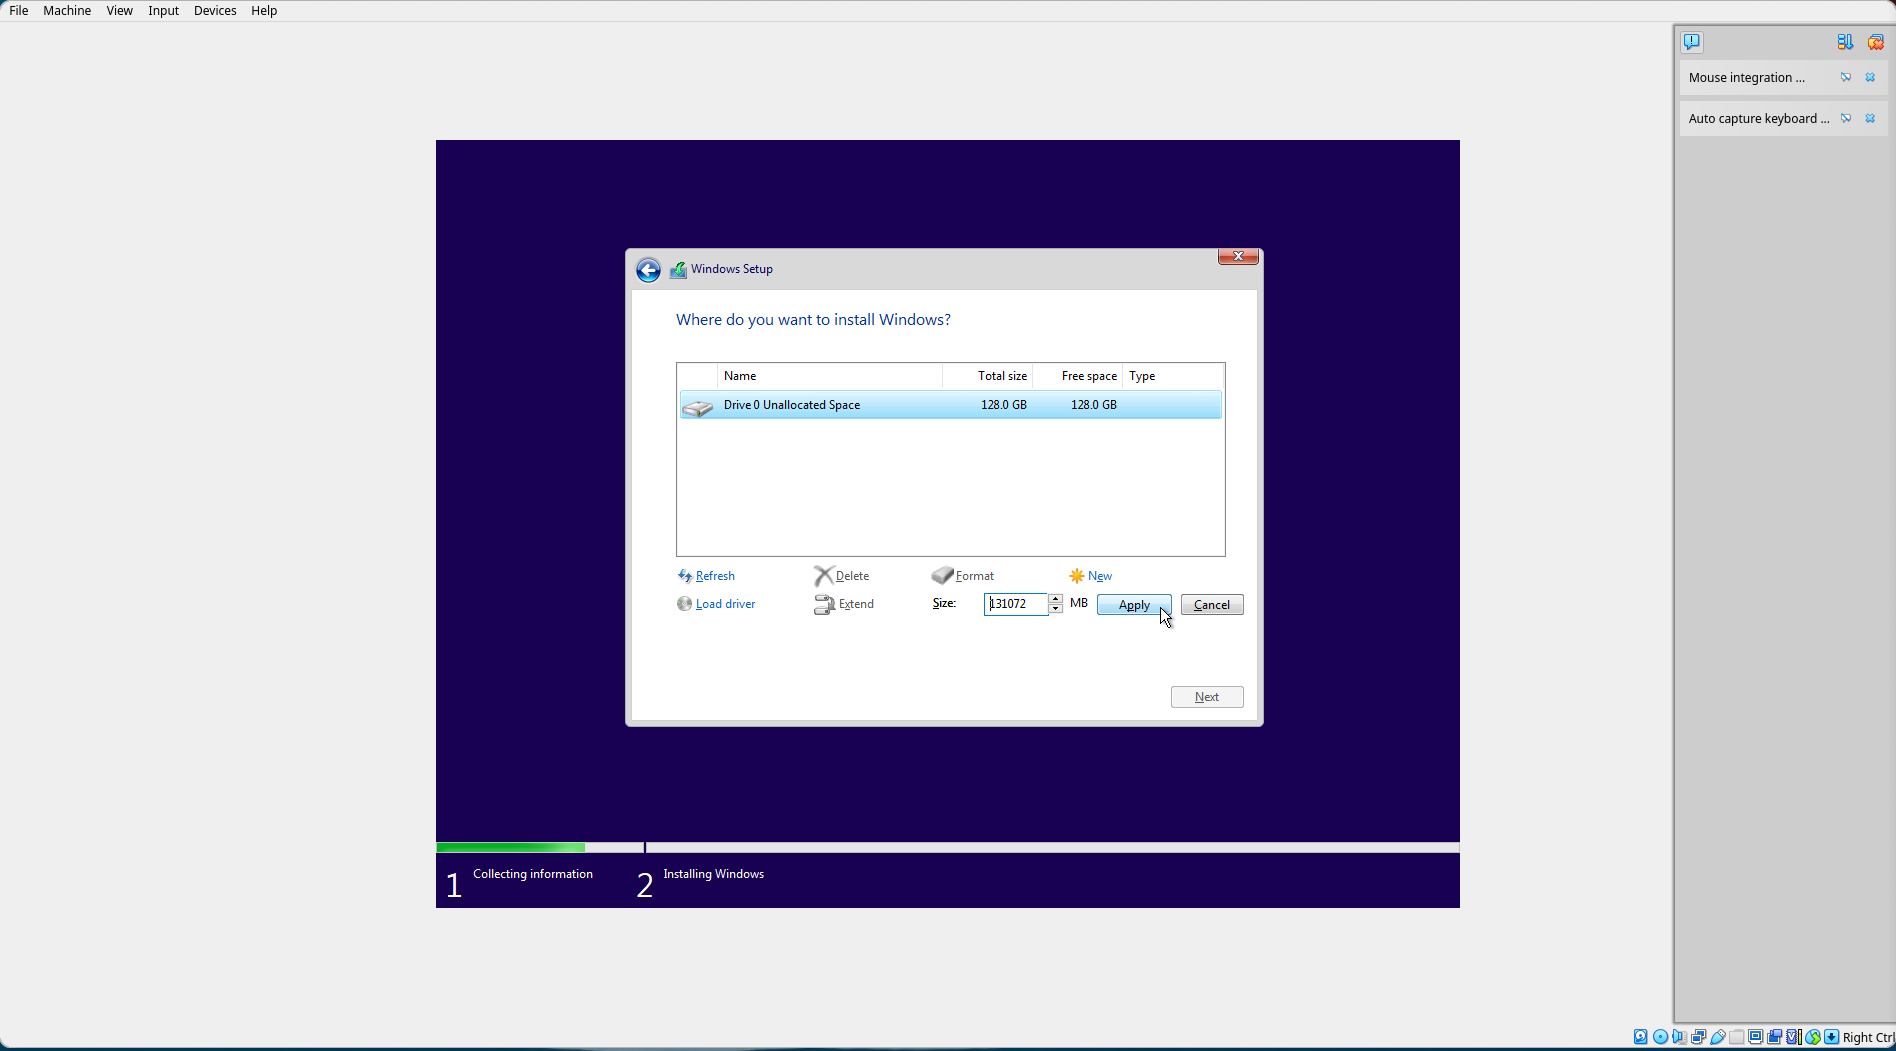 File Machine View Input Devices Help
Mouse integration ...
Auto capture keyboard ...
Windows Setup
Where do you want to install Windows?
Name Total size Free space Type
Drive 0 Unallocated Space 128.0 GB 128.0 GB
Refresh Delete Format New
Load driver Extend Size: 131072 MB Apply Cancel
Next
1 Collecting information 2 Installing Windows
Right Ctrl